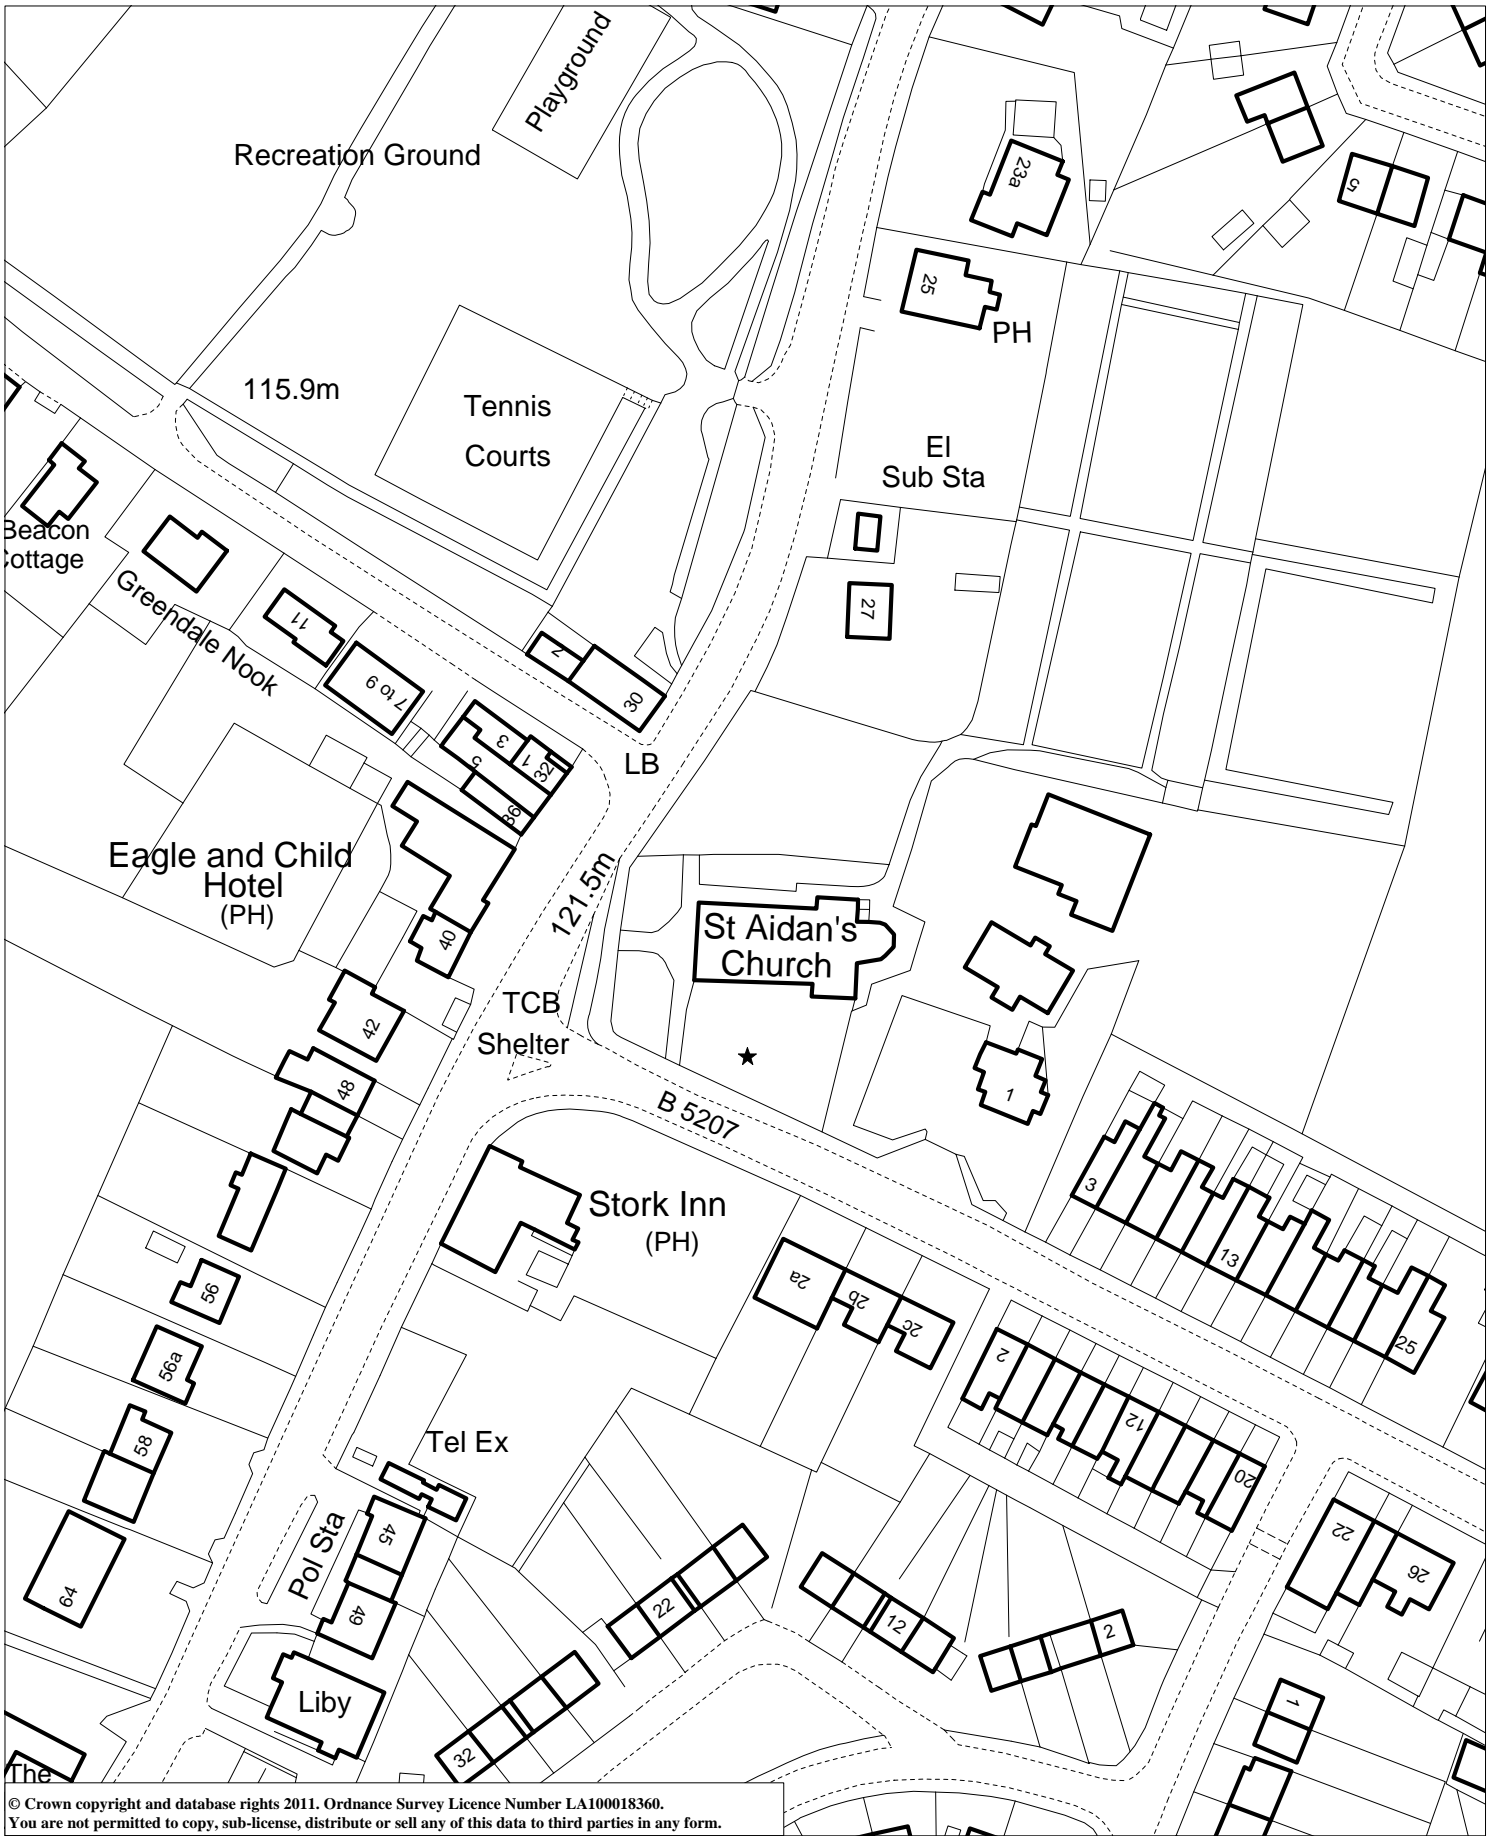 Playground
Recreation Ground
23a
5
25
PH
115.9m
Tennis
Courts
El
Sub Sta
Beacon
Cottage
Greendale Nook
11
7 to 9
27
2
30
3
1
5
32
36
LB
Eagle and Child
Hotel
(PH)
121.5m
40
St Aidan's
Church
TCB
Shelter
42
48
1
B 5207
3
13
25
Stork Inn
(PH)
2a
2b
2c
56
56a
58
64
2
12
20
Tel Ex
Pol Sta
45
49
22
26
22
12
2
32
Liby
1
The
© Crown copyright and database rights 2011. Ordnance Survey Licence Number LA100018360.
You are not permitted to copy, sub-license, distribute or sell any of this data to third parties in any form.